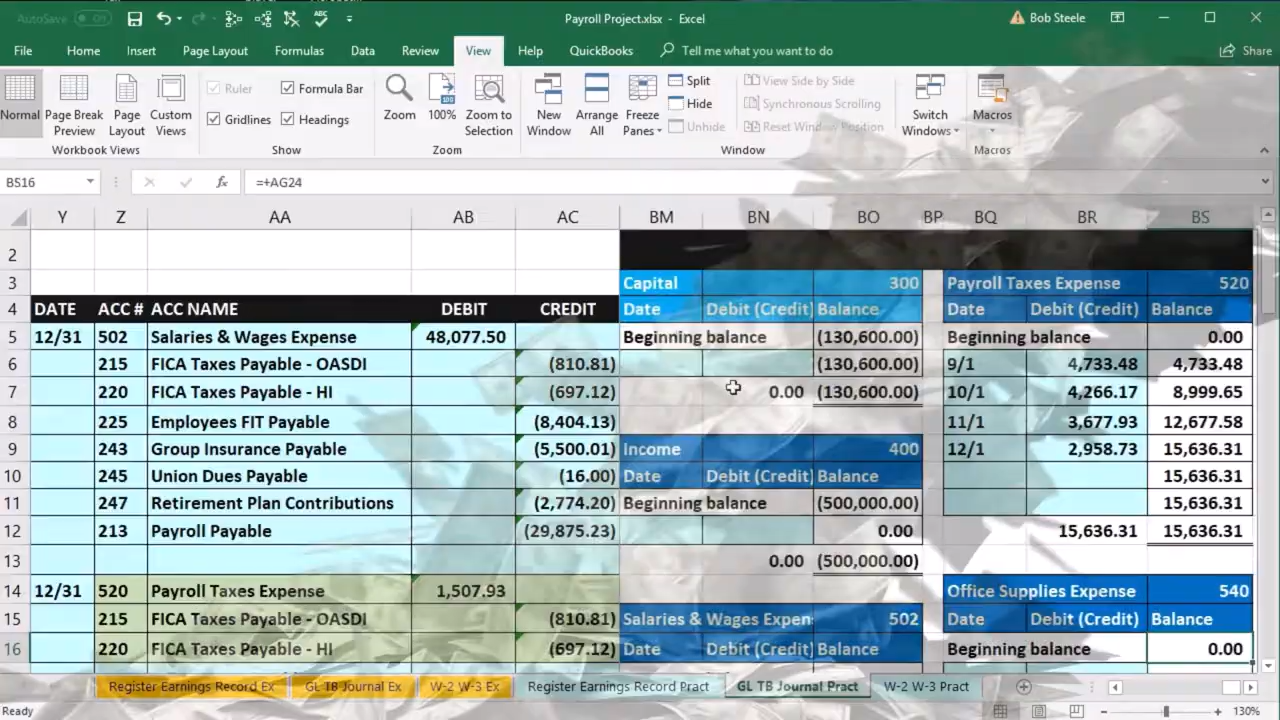 AutoSave Off Payroll Project.xlsx - Excel Bob Steele
File Home Insert Page Layout Formulas Data Review View Help QuickBooks Tell me what you want to do Share
Normal Page Break Preview Page Layout Custom Views Ruler Formula Bar Gridlines Headings Zoom 100% Zoom to Selection New Window Arrange All Freeze Panes Split Hide Unhide View Side by Side Synchronous Scrolling Reset Window Position Switch Windows Macros
Workbook Views Show Zoom Window Macros
BS16 fx =+AG24
Y Z AA AB AC BM BN BO BP BQ BR BS
2
3 Capital 300 Payroll Taxes Expense 520
4 DATE ACC # ACC NAME DEBIT CREDIT Date Debit (Credit) Balance Date Debit (Credit) Balance
5 12/31 502 Salaries & Wages Expense 48,077.50 Beginning balance (130,600.00) Beginning balance 0.00
6 215 FICA Taxes Payable - OASDI (810.81) (130,600.00) 9/1 4,733.48 4,733.48
7 220 FICA Taxes Payable - HI (697.12) 0.00 (130,600.00) 10/1 4,266.17 8,999.65
8 225 Employees FIT Payable (8,404.13) 11/1 3,677.93 12,677.58
9 243 Group Insurance Payable (5,500.01) Income 400 12/1 2,958.73 15,636.31
10 245 Union Dues Payable (16.00) Date Debit (Credit) Balance 15,636.31
11 247 Retirement Plan Contributions (2,774.20) Beginning balance (500,000.00) 15,636.31
12 213 Payroll Payable (29,875.23) 0.00 15,636.31 15,636.31
13 0.00 (500,000.00)
14 12/31 520 Payroll Taxes Expense 1,507.93 Office Supplies Expense 540
15 215 FICA Taxes Payable - OASDI (810.81) Salaries & Wages Expen 502 Date Debit (Credit) Balance
16 220 FICA Taxes Payable - HI (697.12) Date Debit (Credit) Balance Beginning balance 0.00
Register Earnings Record Ex GL TB Journal Ex W-2 W-3 Ex Register Earnings Record Pract GL TB Journal Pract W-2 W-3 Pract
Ready 130%